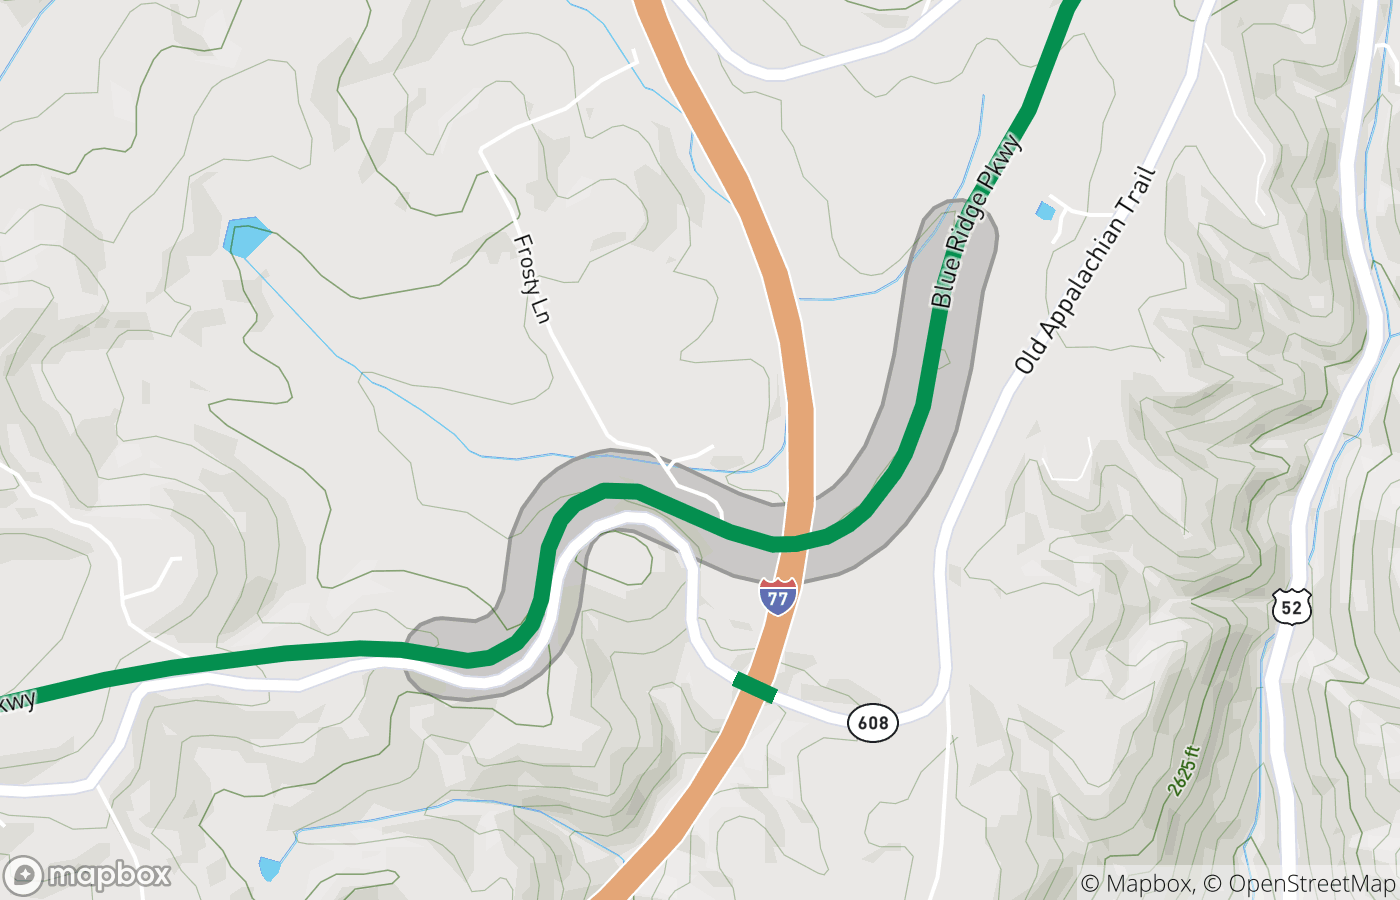 Blue Ridge Pkwy
Old Appalachian Trail
Frosty Ln
77
52
kwy
608
2625 ft
mapbox
© Mapbox, © OpenStreetMap